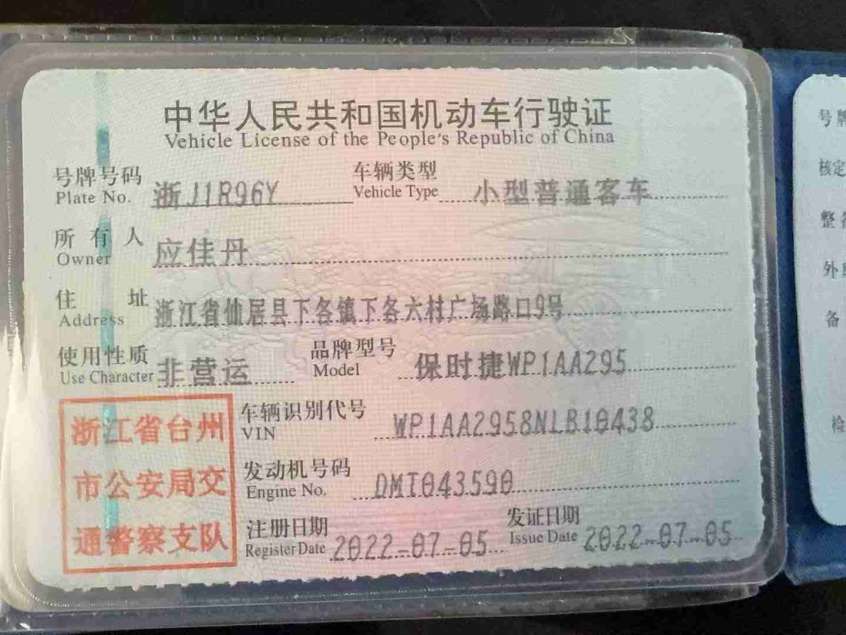 中华人民共和国机动车行驶证
Vehicle License of the People's Republic of China
号牌号码 浙J1R96Y 车辆类型 小型普通客车
Plate No. Vehicle Type
所有人 应佳丹
Owner
住址 浙江省仙居县下各镇下各六村广场路口9号
Address
使用性质 非营运 品牌型号 保时捷WP1AA295
Use Character Model
浙江省台州
市公安局交
通警察支队
车辆识别代号 WP1AA2958NLB10438
VIN
发动机号码 DMT043590
Engine No.
注册日期 2022-07-05 发证日期 2022-07-05
Register Date Issue Date
号牌
核定
整备
外廓
备
检